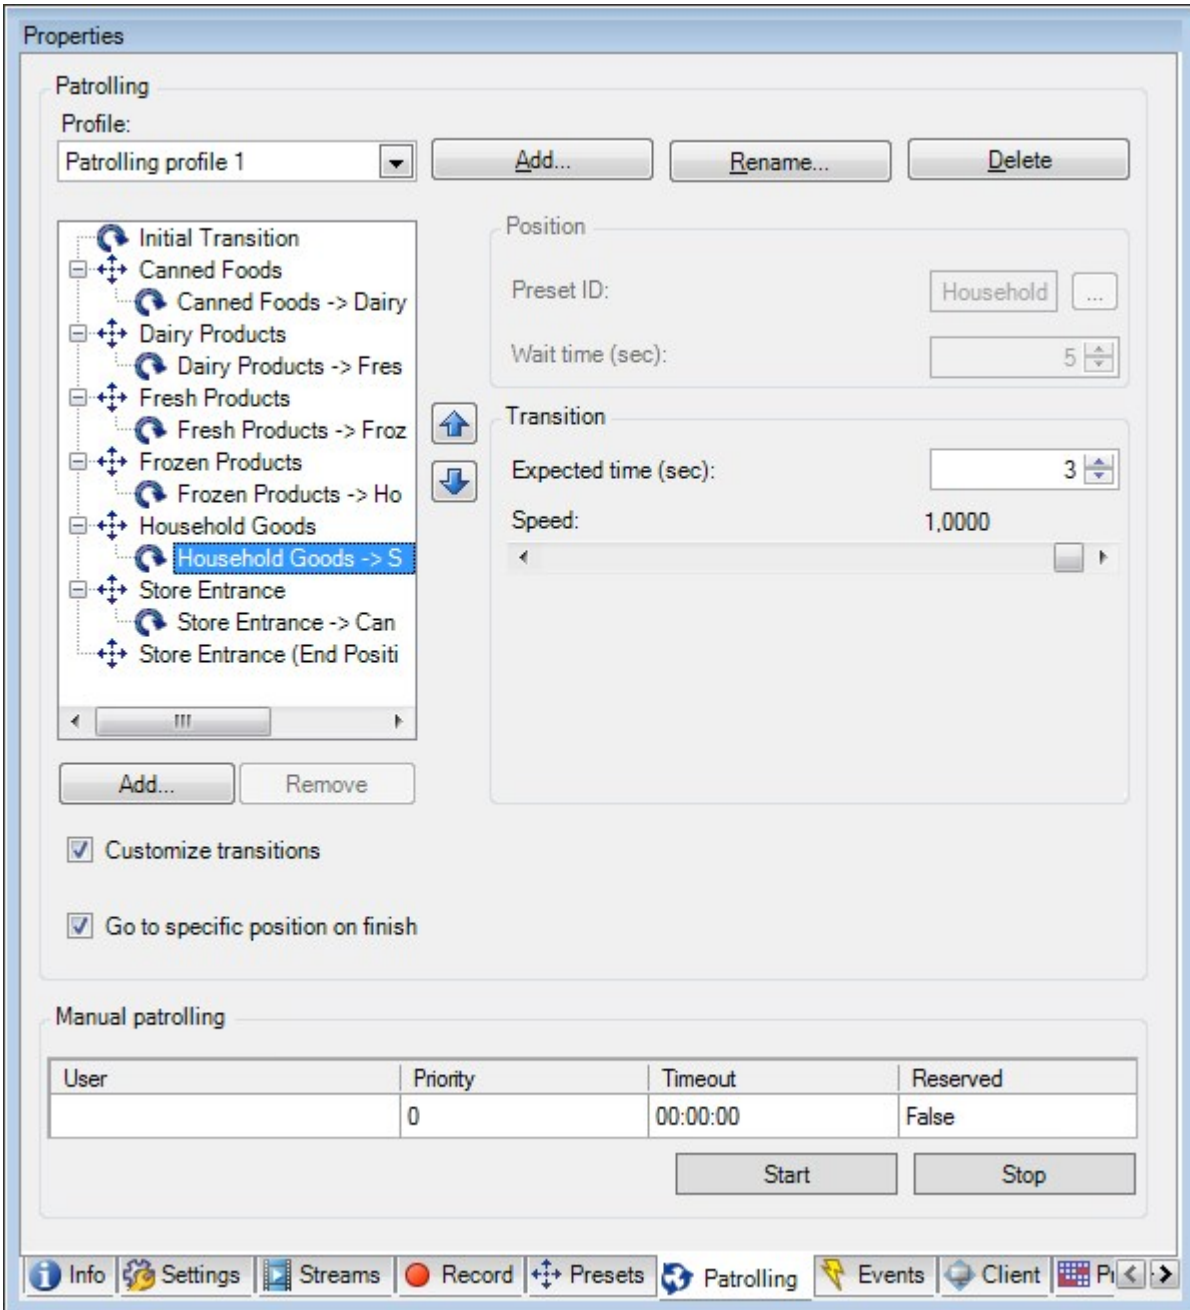 Properties
Patrolling
Profile:
Patrolling profile 1
Add...
Rename...
Delete
Initial Transition
Canned Foods
Canned Foods -> Dairy
Dairy Products
Dairy Products -> Fres
Fresh Products
Fresh Products -> Froz
Frozen Products
Frozen Products -> Ho
Household Goods
Household Goods -> S
Store Entrance
Store Entrance -> Can
Store Entrance (End Positi
Add...
Remove
Position
Preset ID:
Household
...
Wait time (sec):
5
Transition
Expected time (sec):
3
Speed:
1,0000
Customize transitions
Go to specific position on finish
Manual patrolling
User Priority Timeout Reserved
0 00:00:00 False
Start
Stop
Info Settings Streams Record Presets Patrolling Events Client Pr